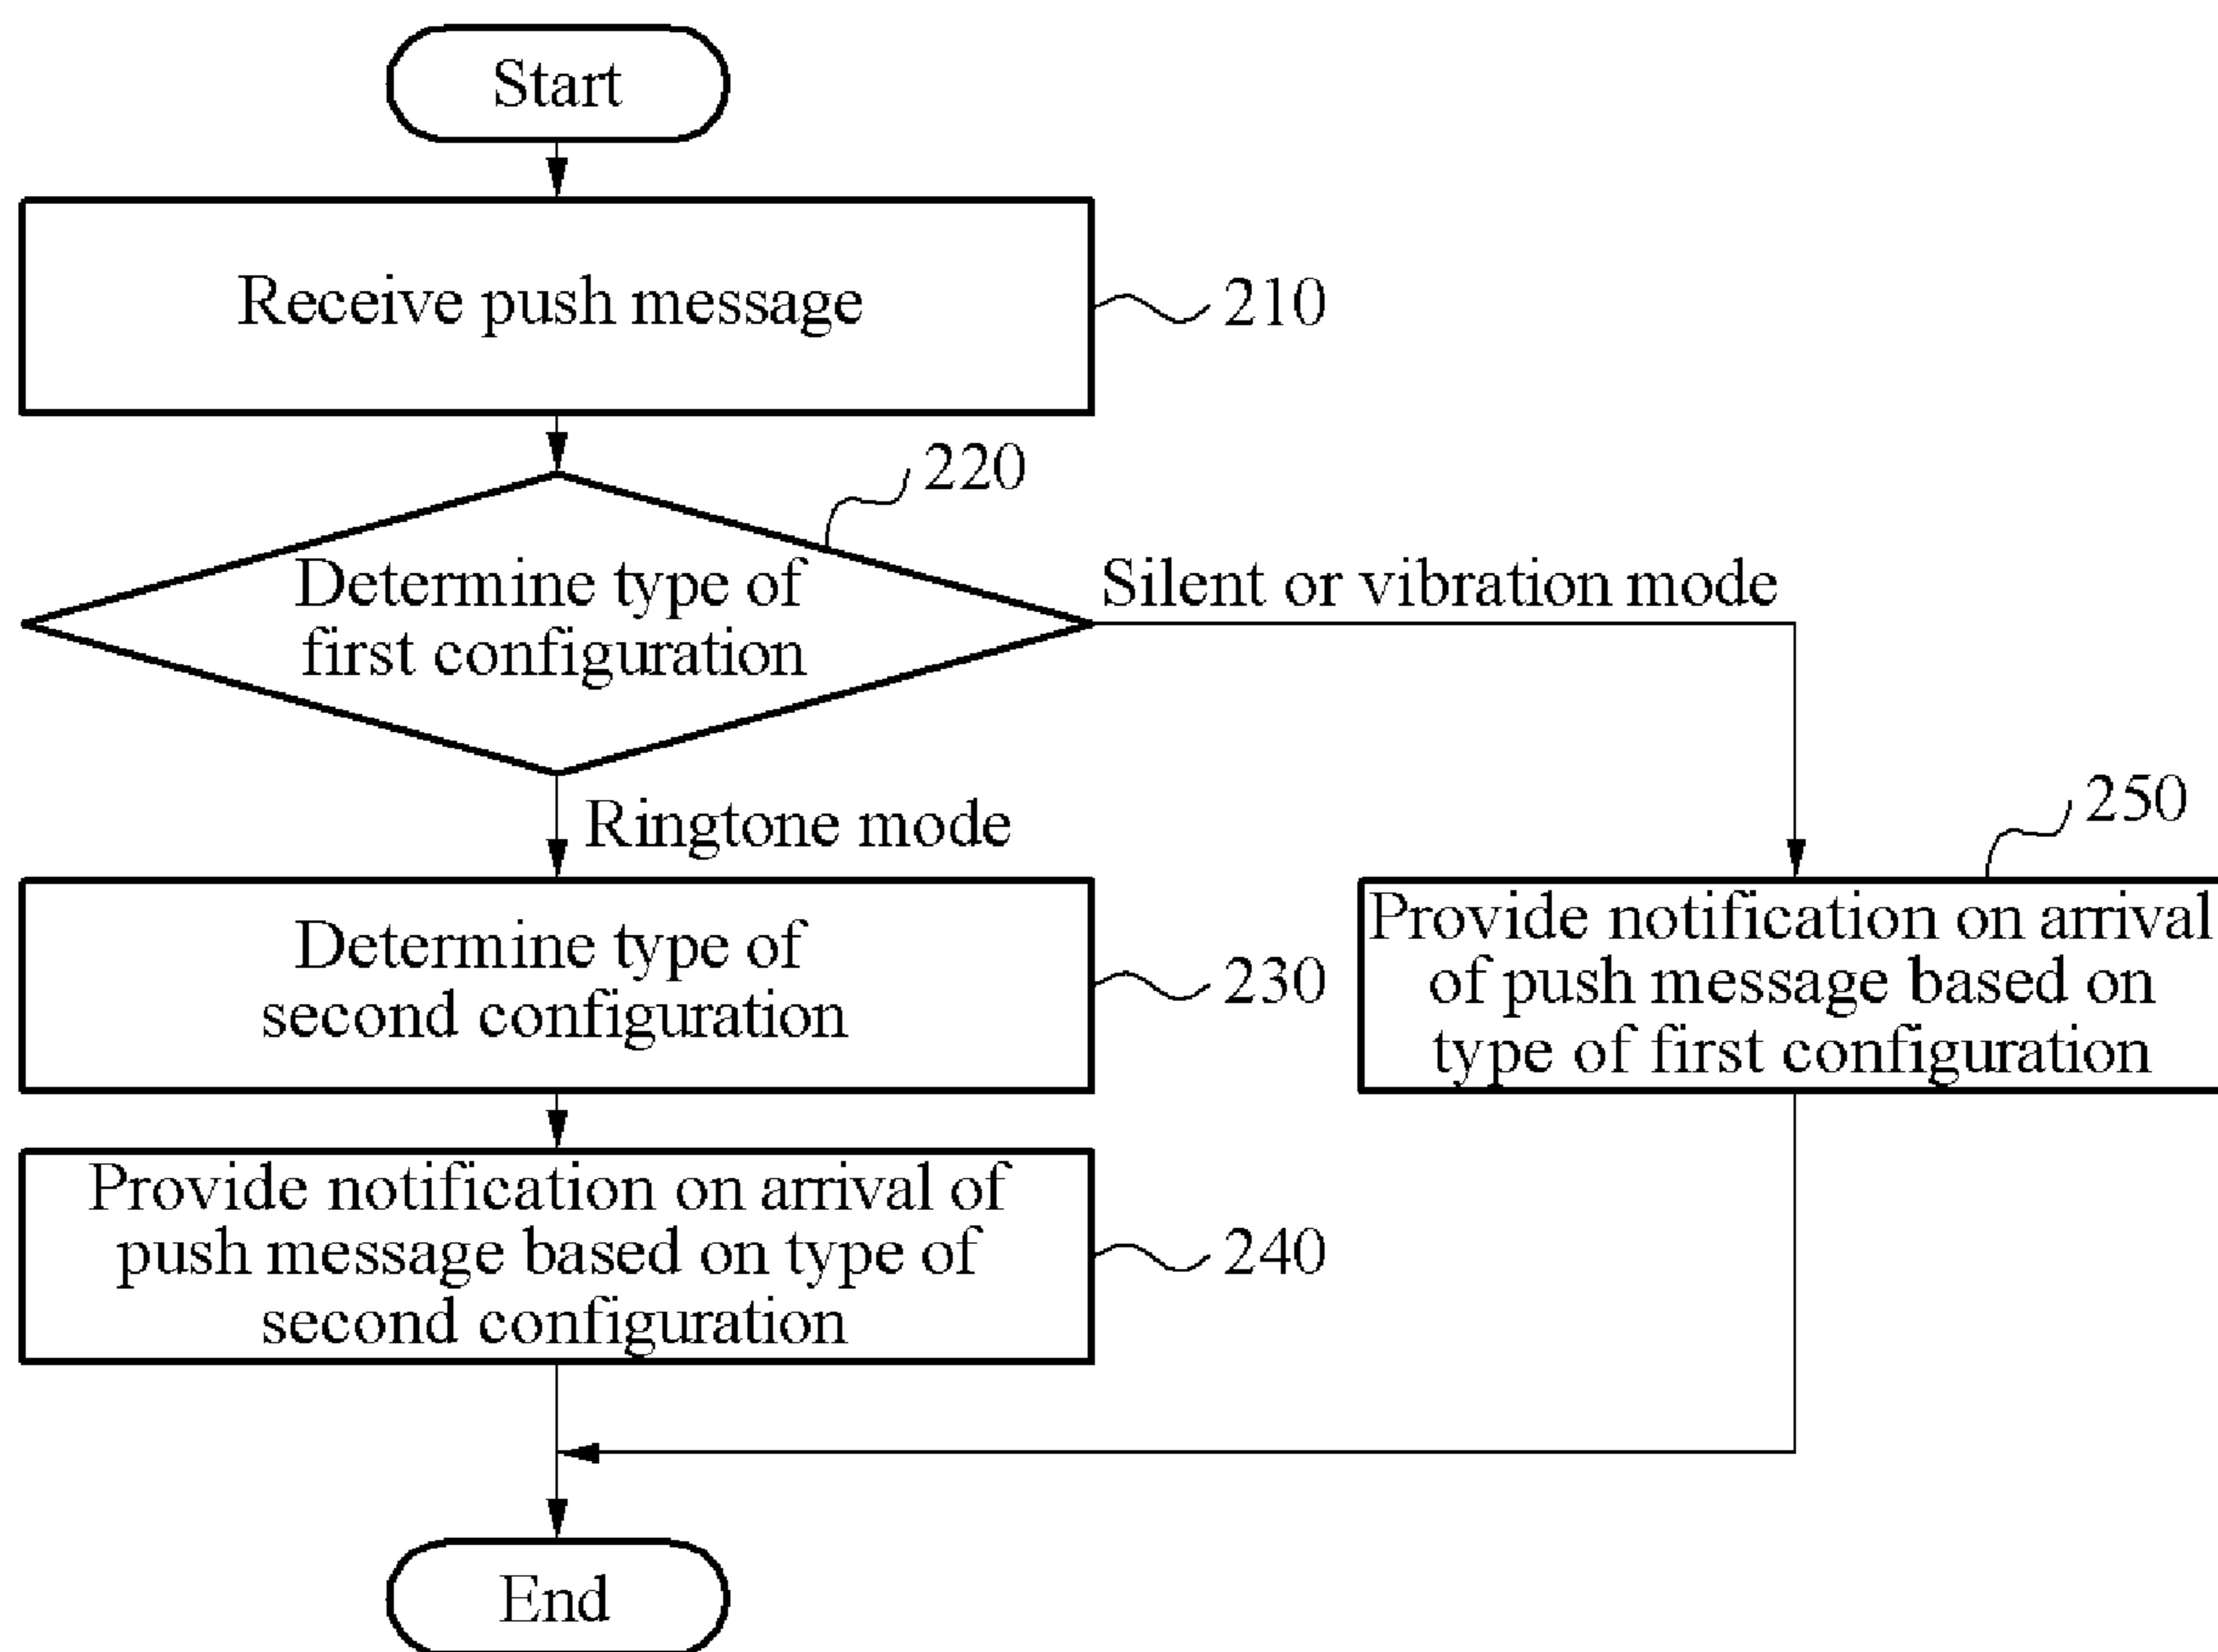 Start
Receive push message
210
220
Determine type of
first configuration
Silent or vibration mode
Ringtone mode
250
Determine type of
second configuration
230
Provide notification on arrival
of push message based on
type of first configuration
Provide notification on arrival of
push message based on type of
second configuration
240
End